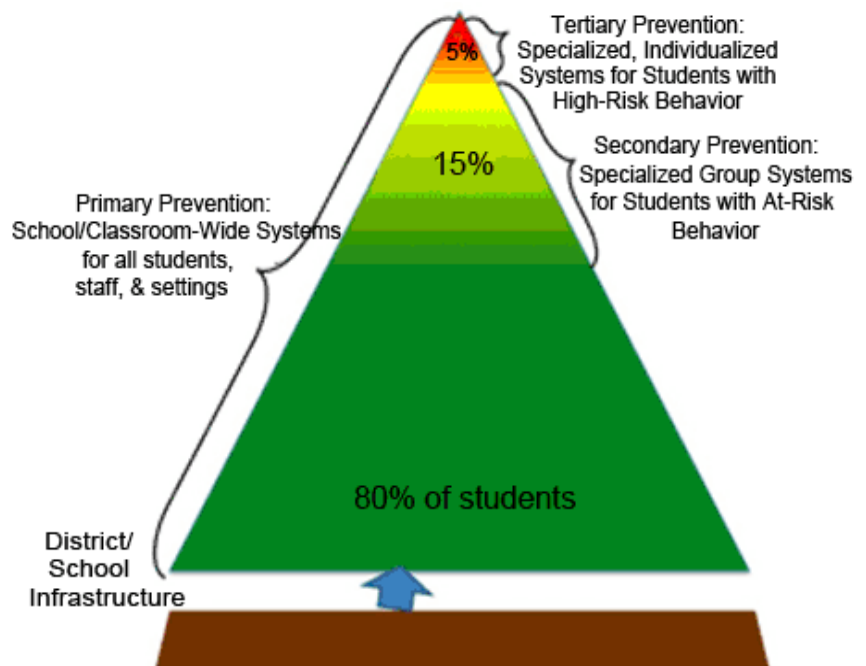 Tertiary Prevention:
Specialized, Individualized
Systems for Students with
High-Risk Behavior
5%
Secondary Prevention:
Specialized Group Systems
for Students with At-Risk
Behavior
15%
Primary Prevention:
School/Classroom-Wide Systems
for all students,
staff, & settings
80% of students
District/
School
Infrastructure